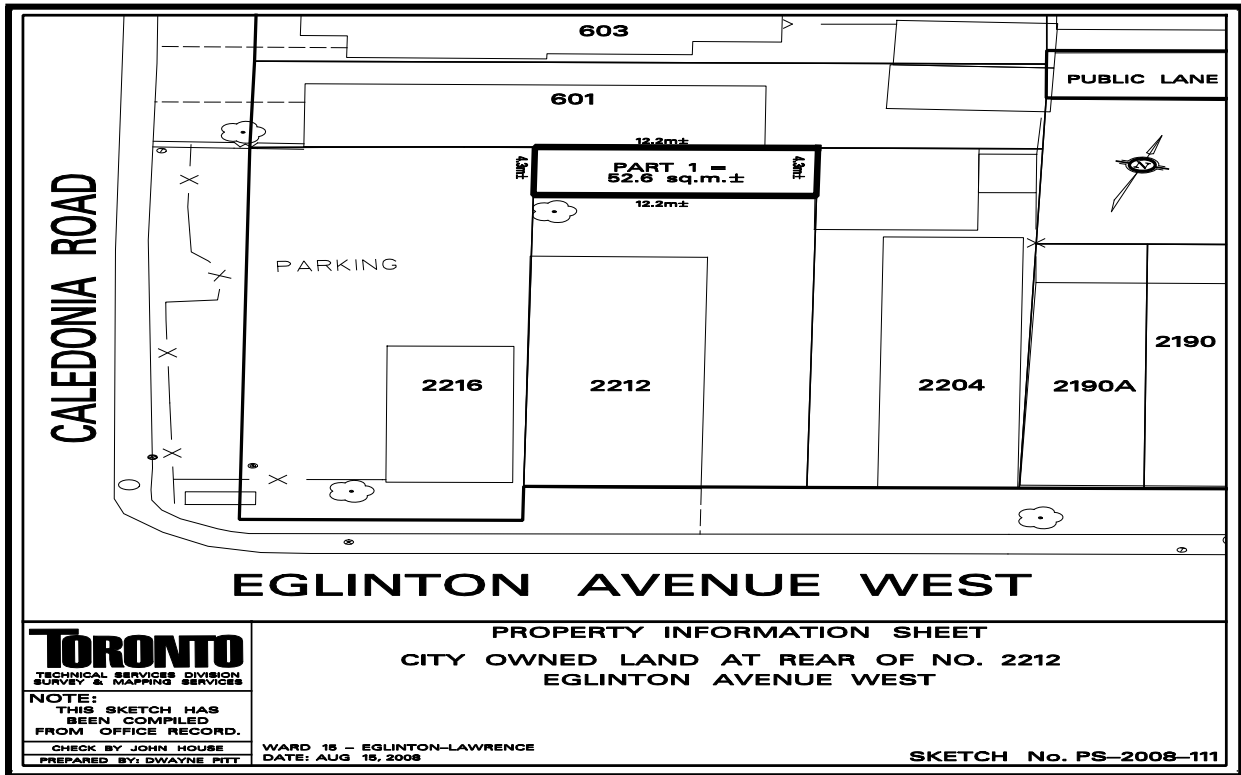 603
PUBLIC LANE
601
12.2m±
4.3m±
PART 1 =
52.6 sq.m.±
4.3m±
12.2m±
N
CALEDONIA ROAD
PARKING
2216
2212
2204
2190A
2190
EGLINTON AVENUE WEST
TORONTO
TECHNICAL SERVICES DIVISION
SURVEY & MAPPING SERVICES
NOTE:
THIS SKETCH HAS
BEEN COMPILED
FROM OFFICE RECORD.
CHECK BY JOHN HOUSE
PREPARED BY: DWAYNE PITT
PROPERTY INFORMATION SHEET
CITY OWNED LAND AT REAR OF NO. 2212
EGLINTON AVENUE WEST
WARD 15 – EGLINTON–LAWRENCE
DATE: AUG 15, 2008
SKETCH No. PS–2008–111